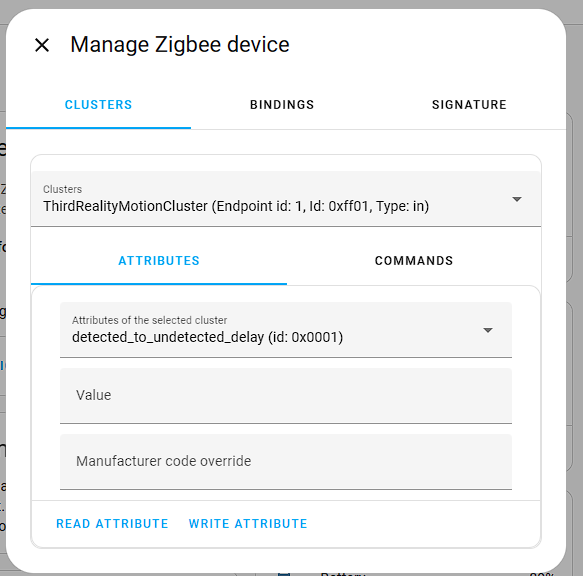 Manage Zigbee device
CLUSTERS
BINDINGS
SIGNATURE
Clusters
ThirdRealityMotionCluster (Endpoint id: 1, Id: 0xff01, Type: in)
ATTRIBUTES
COMMANDS
Attributes of the selected cluster
detected_to_undetected_delay (id: 0x0001)
Value
Manufacturer code override
READ ATTRIBUTE
WRITE ATTRIBUTE